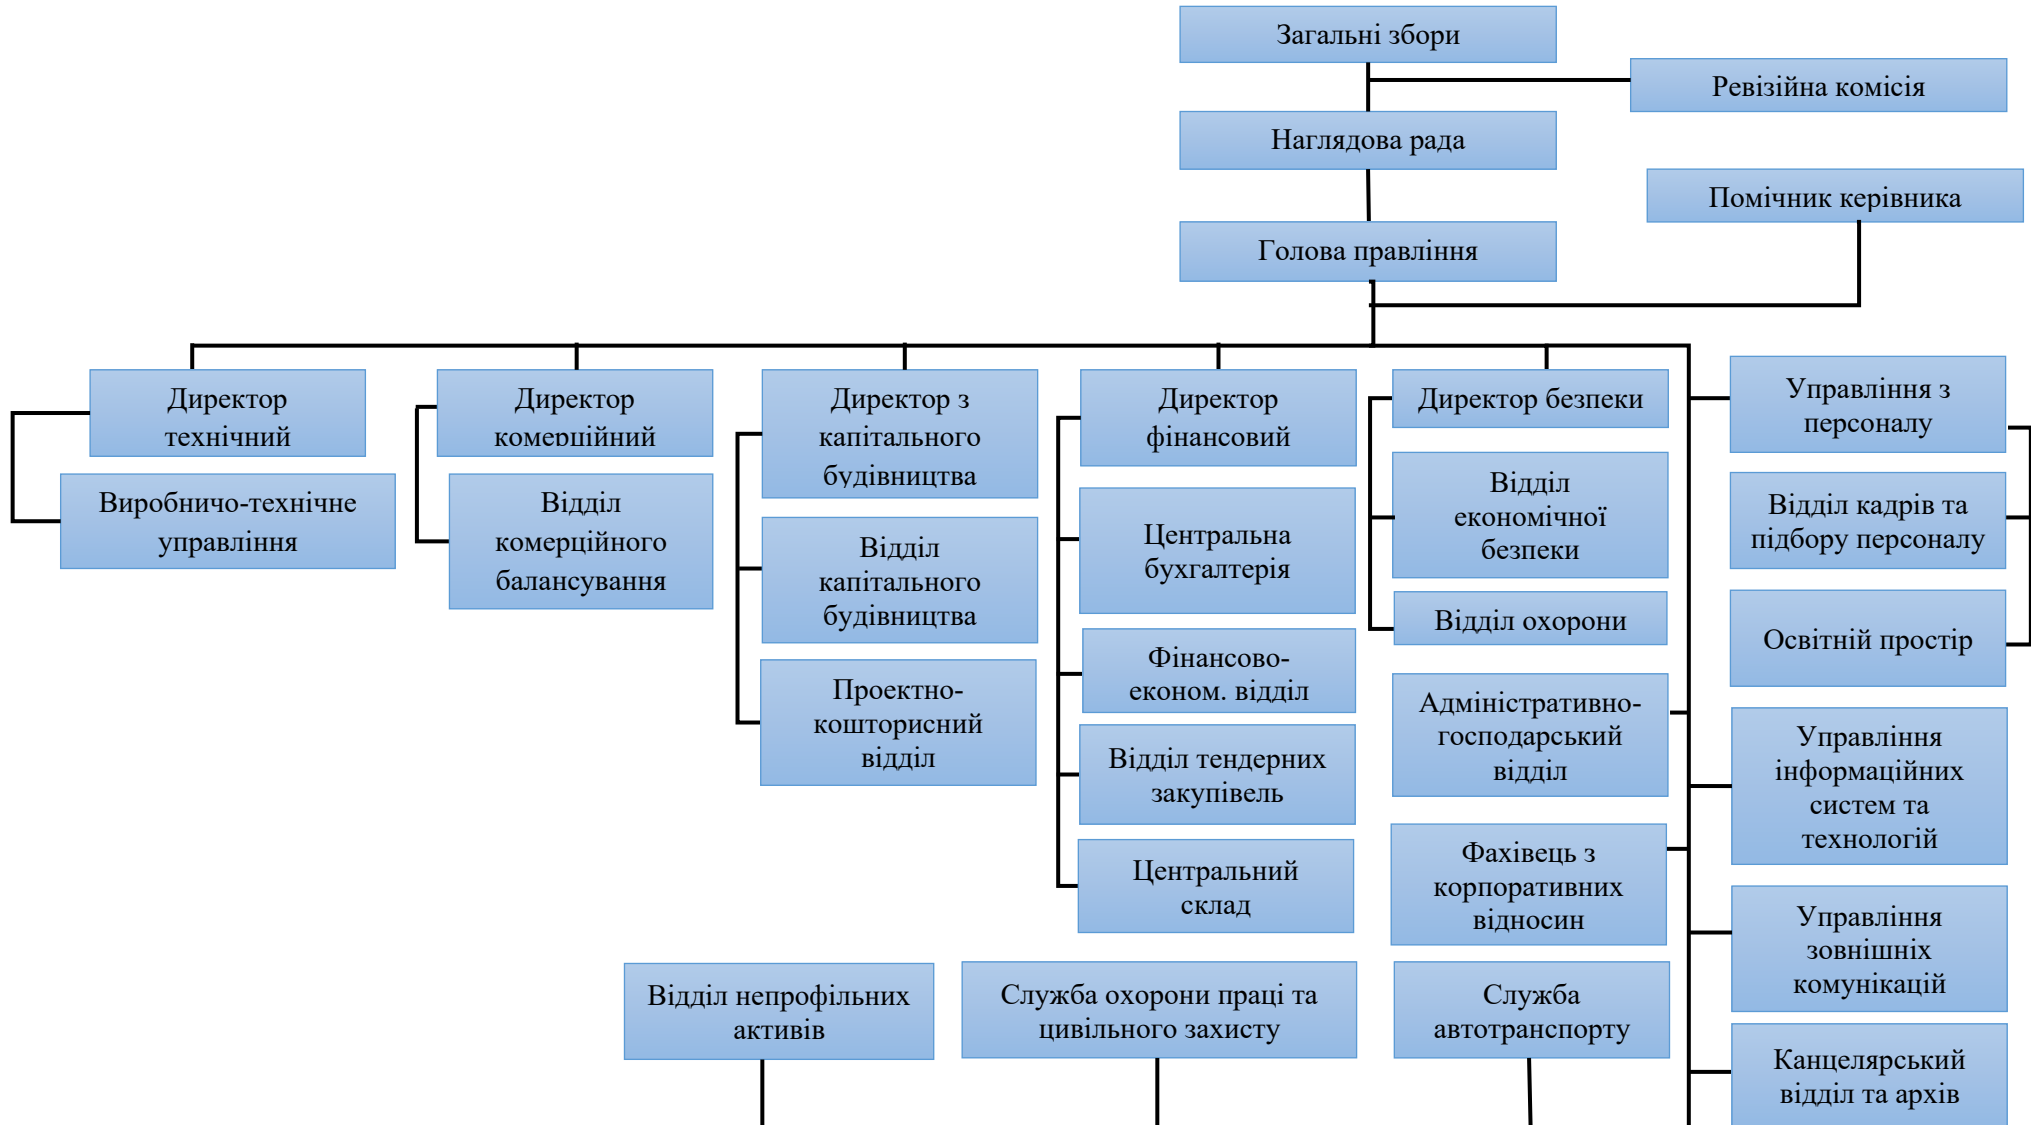 Загальні збори
Ревізійна комісія
Наглядова рада
Помічник керівника
Голова правління
Директор
технічний
Виробничо-технічне
управління
Директор
комерційний
Відділ
комерційного
балансування
Директор з
капітального
будівництва
Відділ
капітального
будівництва
Проектно-
кошторисний
відділ
Директор
фінансовий
Центральна
бухгалтерія
Фінансово-
економ. відділ
Відділ тендерних
закупівель
Центральний
склад
Директор безпеки
Відділ
економічної
безпеки
Відділ охорони
Адміністративно-
господарський
відділ
Фахівець з
корпоративних
відносин
Управління з
персоналу
Відділ кадрів та
підбору персоналу
Освітній простір
Управління
інформаційних
систем та
технологій
Управління
зовнішніх
комунікацій
Канцелярський
відділ та архів
Відділ непрофільних
активів
Служба охорони праці та
цивільного захисту
Служба
автотранспорту